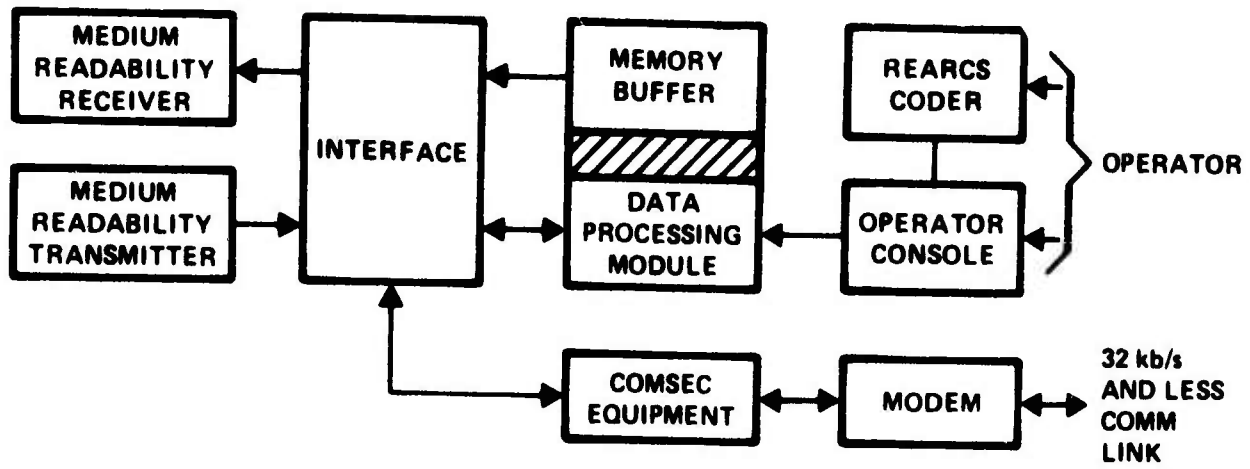 MEDIUM
READABILITY
RECEIVER
MEDIUM
READABILITY
TRANSMITTER
INTERFACE
MEMORY
BUFFER
DATA
PROCESSING
MODULE
REARCS
CODER
OPERATOR
CONSOLE
OPERATOR
COMSEC
EQUIPMENT
MODEM
32 kb/s
AND LESS
COMM
LINK